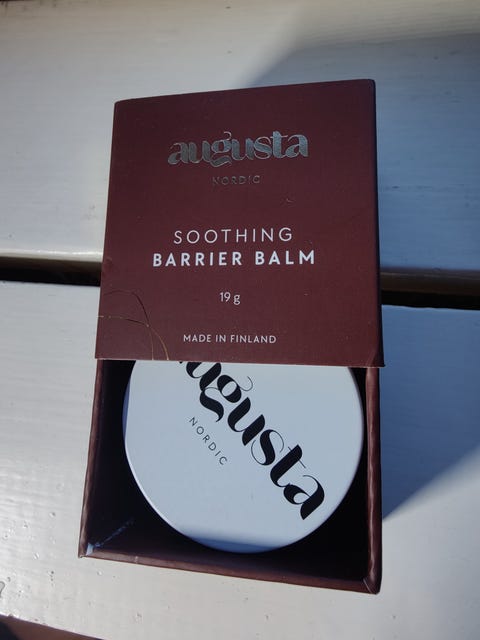 augusta
NORDIC
SOOTHING
BARRIER BALM
19 g
MADE IN FINLAND
augusta
NORDIC